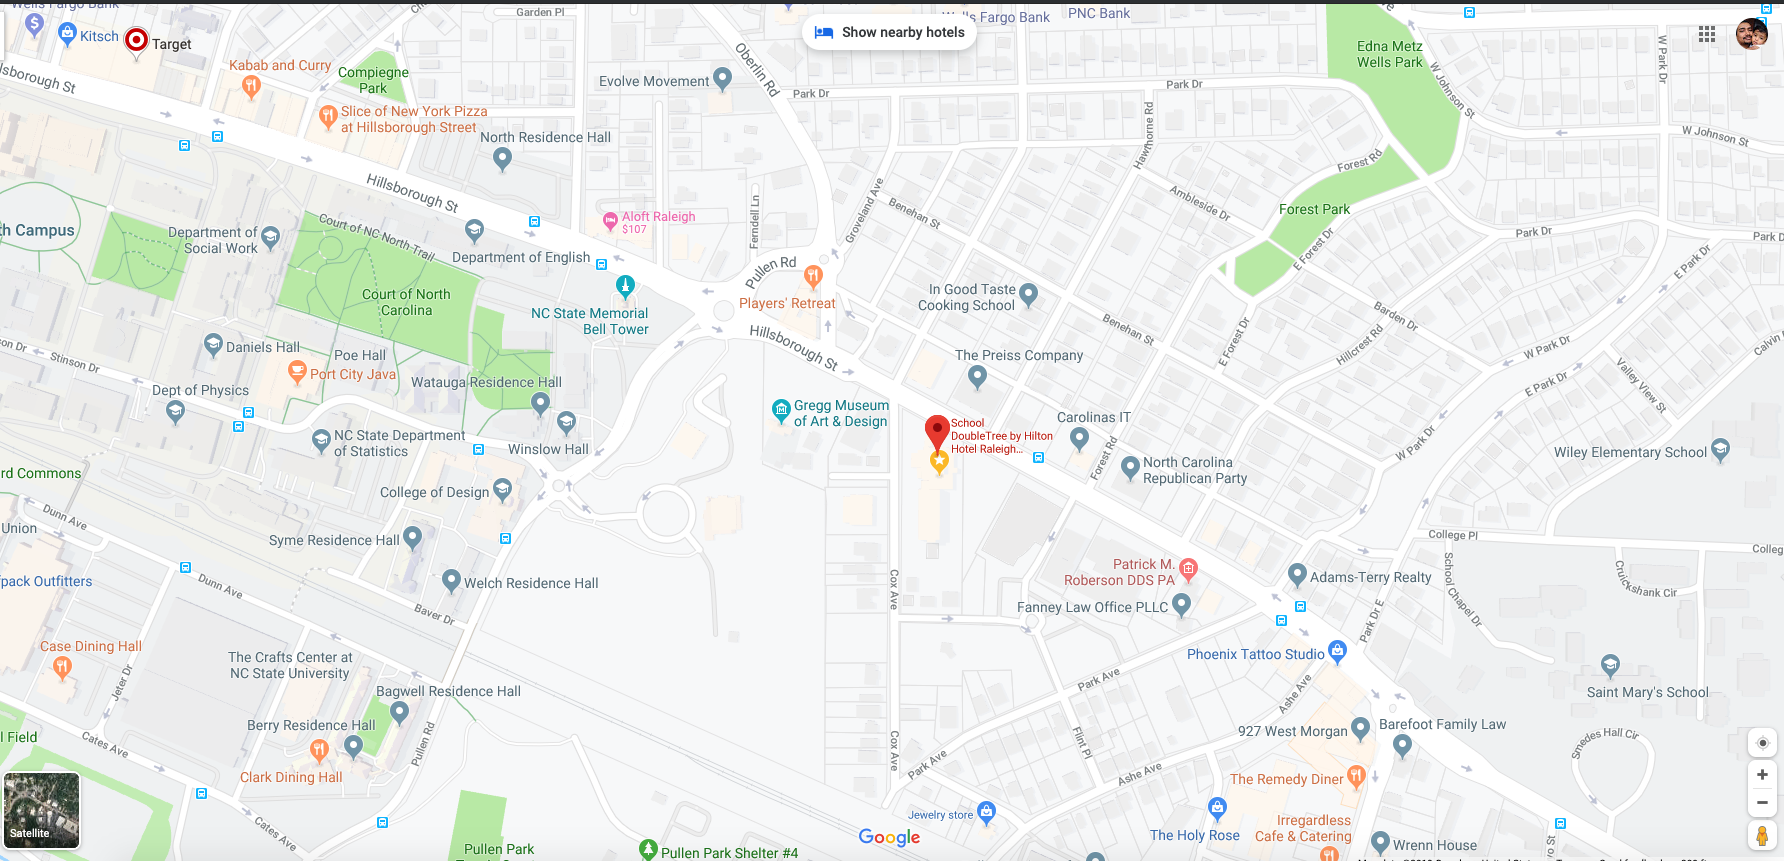 Wells Fargo Bank
Kitsch
Target
Garden Pl
Wells Fargo Bank
PNC Bank
Show nearby hotels
Edna Metz
Wells Park
W Park Dr
W Johnson St
W Johnson St
Hillsborough St
Kabab and Curry
Compiegne
Park
Slice of New York Pizza
at Hillsborough Street
North Residence Hall
Evolve Movement
Oberlin Rd
Park Dr
Park Dr
Hawthorne Rd
Forest Rd
Ambleside Dr
Forest Park
Park Dr
Park D
E Park Dr
E Forest Dr
Hillsborough St
Aloft Raleigh
$107
Ferndell Ln
Groveland Ave
Benehan St
th Campus
Department of
Social Work
Court of NC North Trail
Department of English
Court of North
Carolina
NC State Memorial
Bell Tower
Pullen Rd
Players' Retreat
In Good Taste
Cooking School
Benehan St
Barden Dr
Hillcrest Rd
E Forest Dr
W Park Dr
Calvin
Valley View St
E Park Dr
W Park Dr
Hillsborough St
The Preiss Company
Stinson Dr
Daniels Hall
Poe Hall
Port City Java
Dept of Physics
Watauga Residence Hall
Gregg Museum
of Art & Design
School
DoubleTree by Hilton
Hotel Raleigh...
Carolinas IT
Forest Rd
North Carolina
Republican Party
Wiley Elementary School
NC State Department
of Statistics
Winslow Hall
rd Commons
College of Design
Dunn Ave
Union
Syme Residence Hall
Welch Residence Hall
Dunn Ave
Baver Dr
Cox Ave
Patrick M.
Roberson DDS PA
Fanney Law Office PLLC
Adams-Terry Realty
College Pl
Colleg
School Chapel Dr
Cruickshank Cir
Park Dr E
Phoenix Tattoo Studio
Saint Mary's School
fpack Outfitters
Case Dining Hall
The Crafts Center at
NC State University
Bagwell Residence Hall
Berry Residence Hall
Jeter Dr
Clark Dining Hall
Pullen Rd
l Field
Cates Ave
Cates Ave
Cox Ave
Park Ave
Park Ave
Flint Pl
Ashe Ave
Ashe Ave
927 West Morgan
Barefoot Family Law
Smedes Hall Cir
The Remedy Diner
Jewelry store
The Holy Rose
Irregardless
Cafe & Catering
Wrenn House
Satellite
Pullen Park
Pullen Park Shelter #4
Google